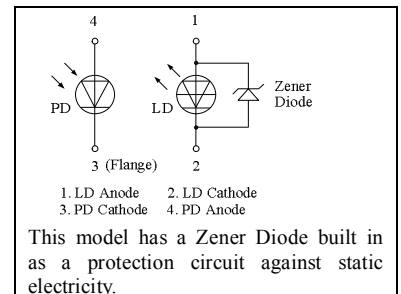 4 1
PD LD Zener
Diode
3 (Flange) 2
1. LD Anode 2. LD Cathode
3. PD Cathode 4. PD Anode
This model has a Zener Diode built in
as a protection circuit against static
electricity.